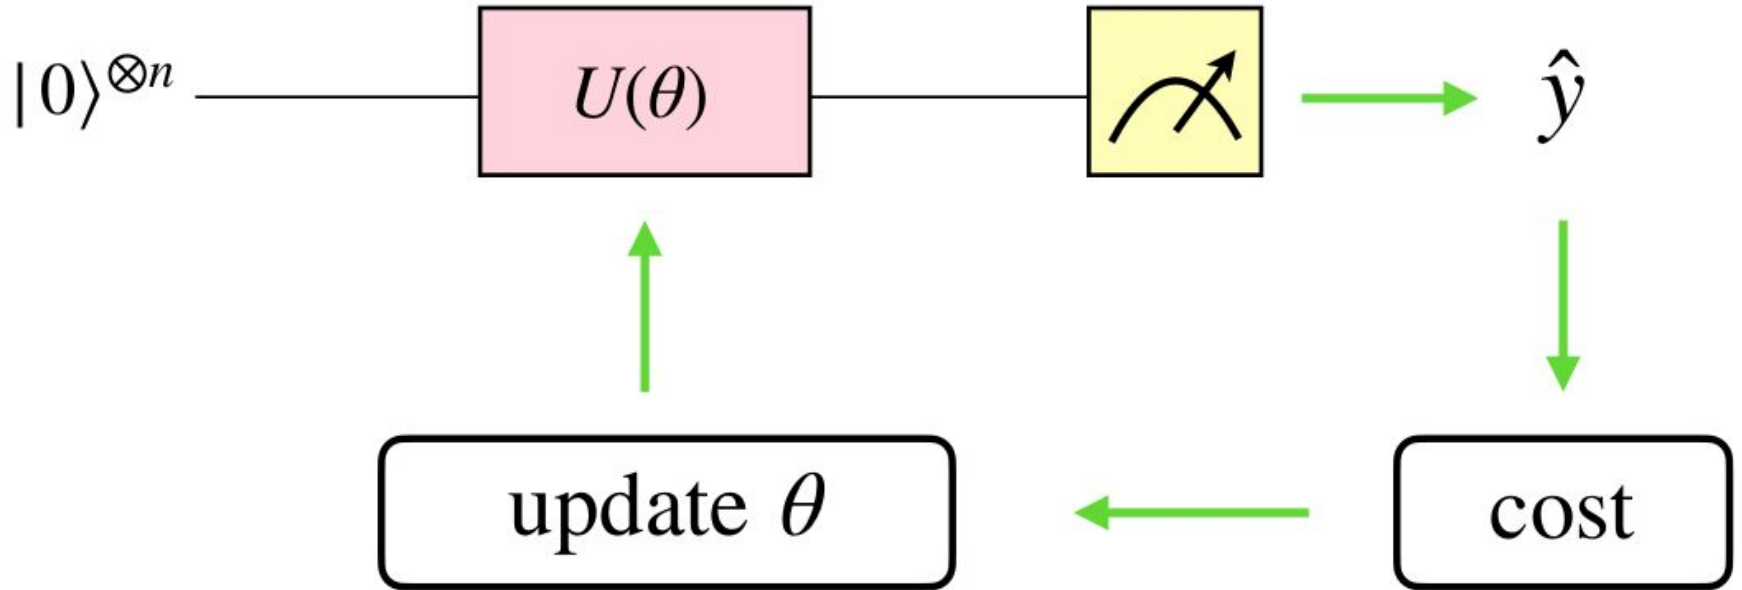 |0⟩⊗n U(θ) ŷ
update θ cost